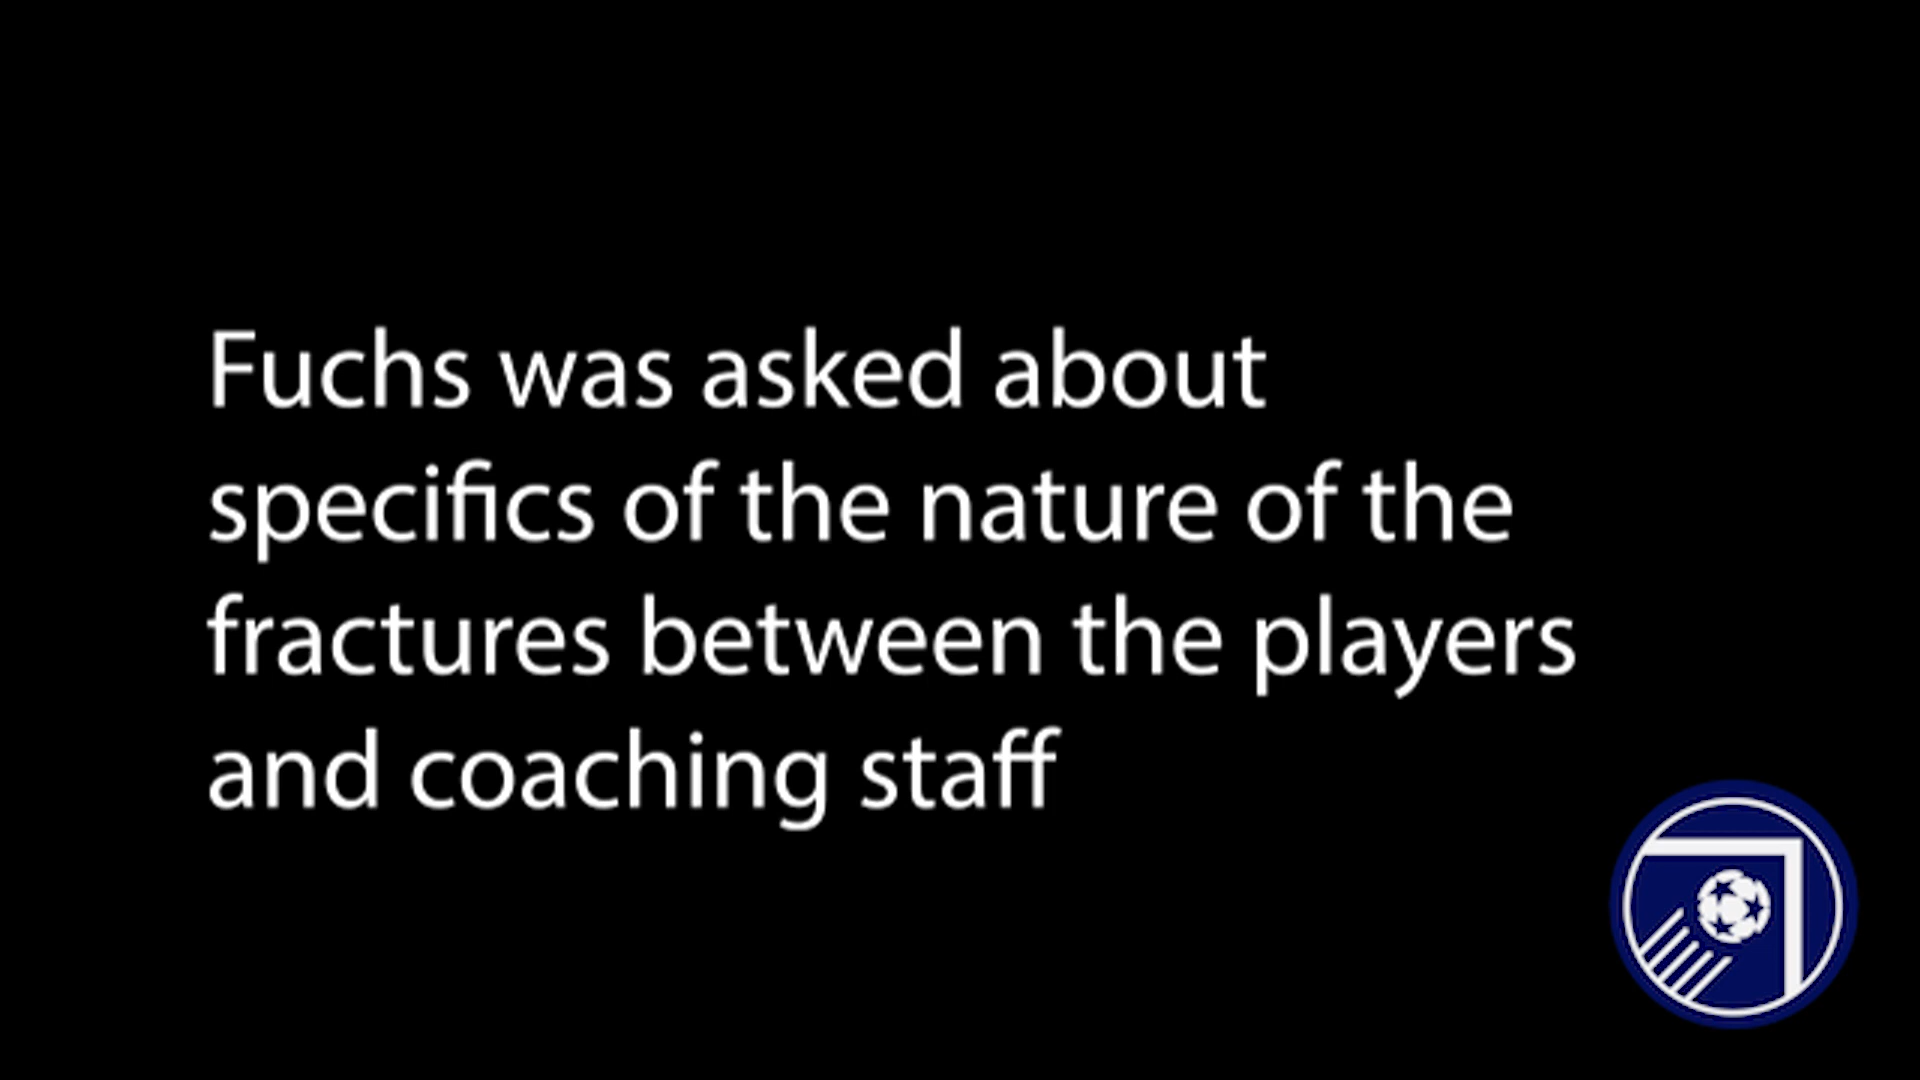 Fuchs was asked about
specifics of the nature of the
fractures between the players
and coaching staff